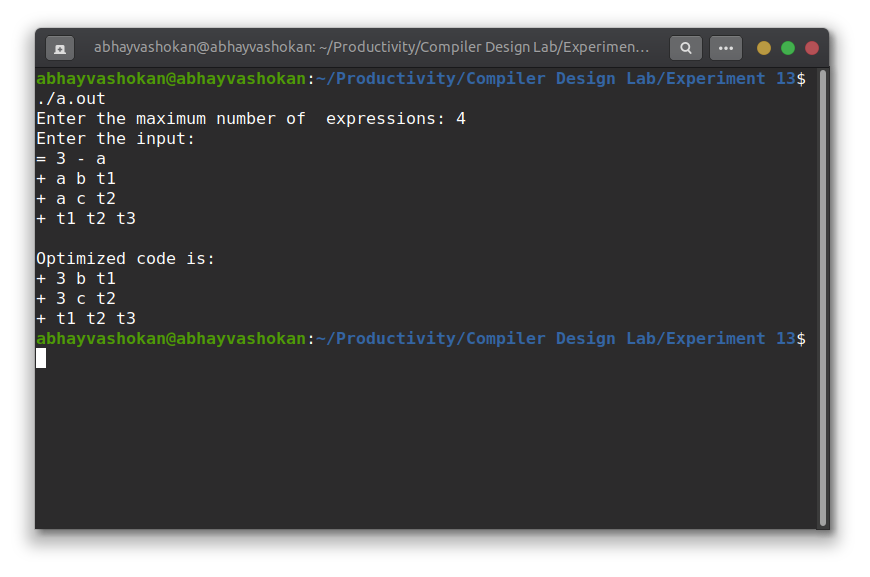 abhayvashokan@abhayvashokan: ~/Productivity/Compiler Design Lab/Experimen...
abhayvashokan@abhayvashokan:~/Productivity/Compiler Design Lab/Experiment 13$
./a.out
Enter the maximum number of  expressions: 4
Enter the input:
= 3 - a
+ a b t1
+ a c t2
+ t1 t2 t3
Optimized code is:
+ 3 b t1
+ 3 c t2
+ t1 t2 t3
abhayvashokan@abhayvashokan:~/Productivity/Compiler Design Lab/Experiment 13$